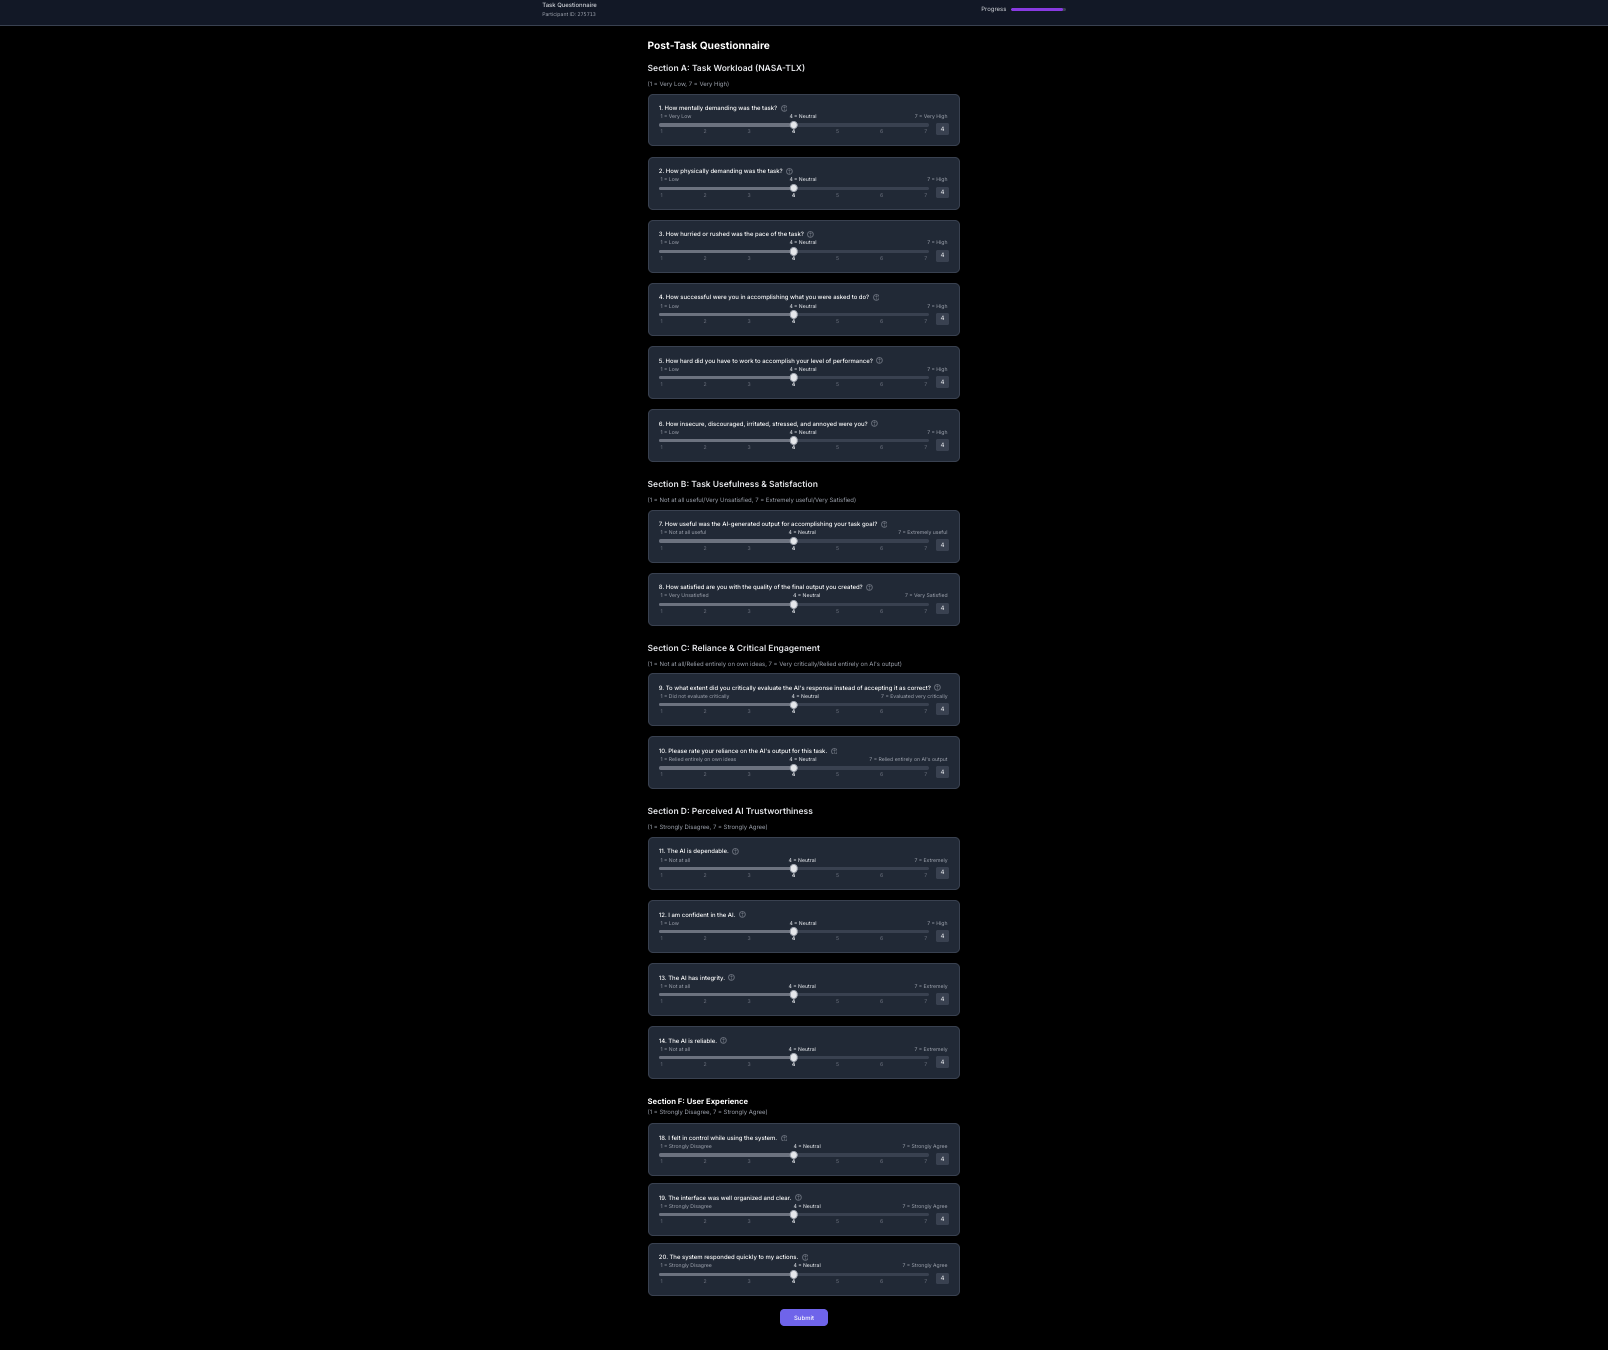 Task Questionnaire
Participant ID: 275713
Progress
Post-Task Questionnaire
Section A: Task Workload (NASA-TLX)
(1 = Very Low, 7 = Very High)
1. How mentally demanding was the task?
1 = Very Low 4 = Neutral 7 = Very High
4
1 2 3 4 5 6 7
2. How physically demanding was the task?
1 = Low 4 = Neutral 7 = High
4
1 2 3 4 5 6 7
3. How hurried or rushed was the pace of the task?
1 = Low 4 = Neutral 7 = High
4
1 2 3 4 5 6 7
4. How successful were you in accomplishing what you were asked to do?
1 = Low 4 = Neutral 7 = High
4
1 2 3 4 5 6 7
5. How hard did you have to work to accomplish your level of performance?
1 = Low 4 = Neutral 7 = High
4
1 2 3 4 5 6 7
6. How insecure, discouraged, irritated, stressed, and annoyed were you?
1 = Low 4 = Neutral 7 = High
4
1 2 3 4 5 6 7
Section B: Task Usefulness & Satisfaction
(1 = Not at all useful/Very Unsatisfied, 7 = Extremely useful/Very Satisfied)
7. How useful was the AI-generated output for accomplishing your task goal?
1 = Not at all useful 4 = Neutral 7 = Extremely useful
4
1 2 3 4 5 6 7
8. How satisfied are you with the quality of the final output you created?
1 = Very Unsatisfied 4 = Neutral 7 = Very Satisfied
4
1 2 3 4 5 6 7
Section C: Reliance & Critical Engagement
(1 = Not at all/Relied entirely on own ideas, 7 = Very critically/Relied entirely on AI's output)
9. To what extent did you critically evaluate the AI's response instead of accepting it as correct?
1 = Did not evaluate critically 4 = Neutral 7 = Evaluated very critically
4
1 2 3 4 5 6 7
10. Please rate your reliance on the AI's output for this task.
1 = Relied entirely on own ideas 4 = Neutral 7 = Relied entirely on AI's output
4
1 2 3 4 5 6 7
Section D: Perceived AI Trustworthiness
(1 = Strongly Disagree, 7 = Strongly Agree)
11. The AI is dependable.
1 = Not at all 4 = Neutral 7 = Extremely
4
1 2 3 4 5 6 7
12. I am confident in the AI.
1 = Low 4 = Neutral 7 = High
4
1 2 3 4 5 6 7
13. The AI has integrity.
1 = Not at all 4 = Neutral 7 = Extremely
4
1 2 3 4 5 6 7
14. The AI is reliable.
1 = Not at all 4 = Neutral 7 = Extremely
4
1 2 3 4 5 6 7
Section F: User Experience
(1 = Strongly Disagree, 7 = Strongly Agree)
18. I felt in control while using the system.
1 = Strongly Disagree 4 = Neutral 7 = Strongly Agree
4
1 2 3 4 5 6 7
19. The interface was well organized and clear.
1 = Strongly Disagree 4 = Neutral 7 = Strongly Agree
4
1 2 3 4 5 6 7
20. The system responded quickly to my actions.
1 = Strongly Disagree 4 = Neutral 7 = Strongly Agree
4
1 2 3 4 5 6 7
Submit